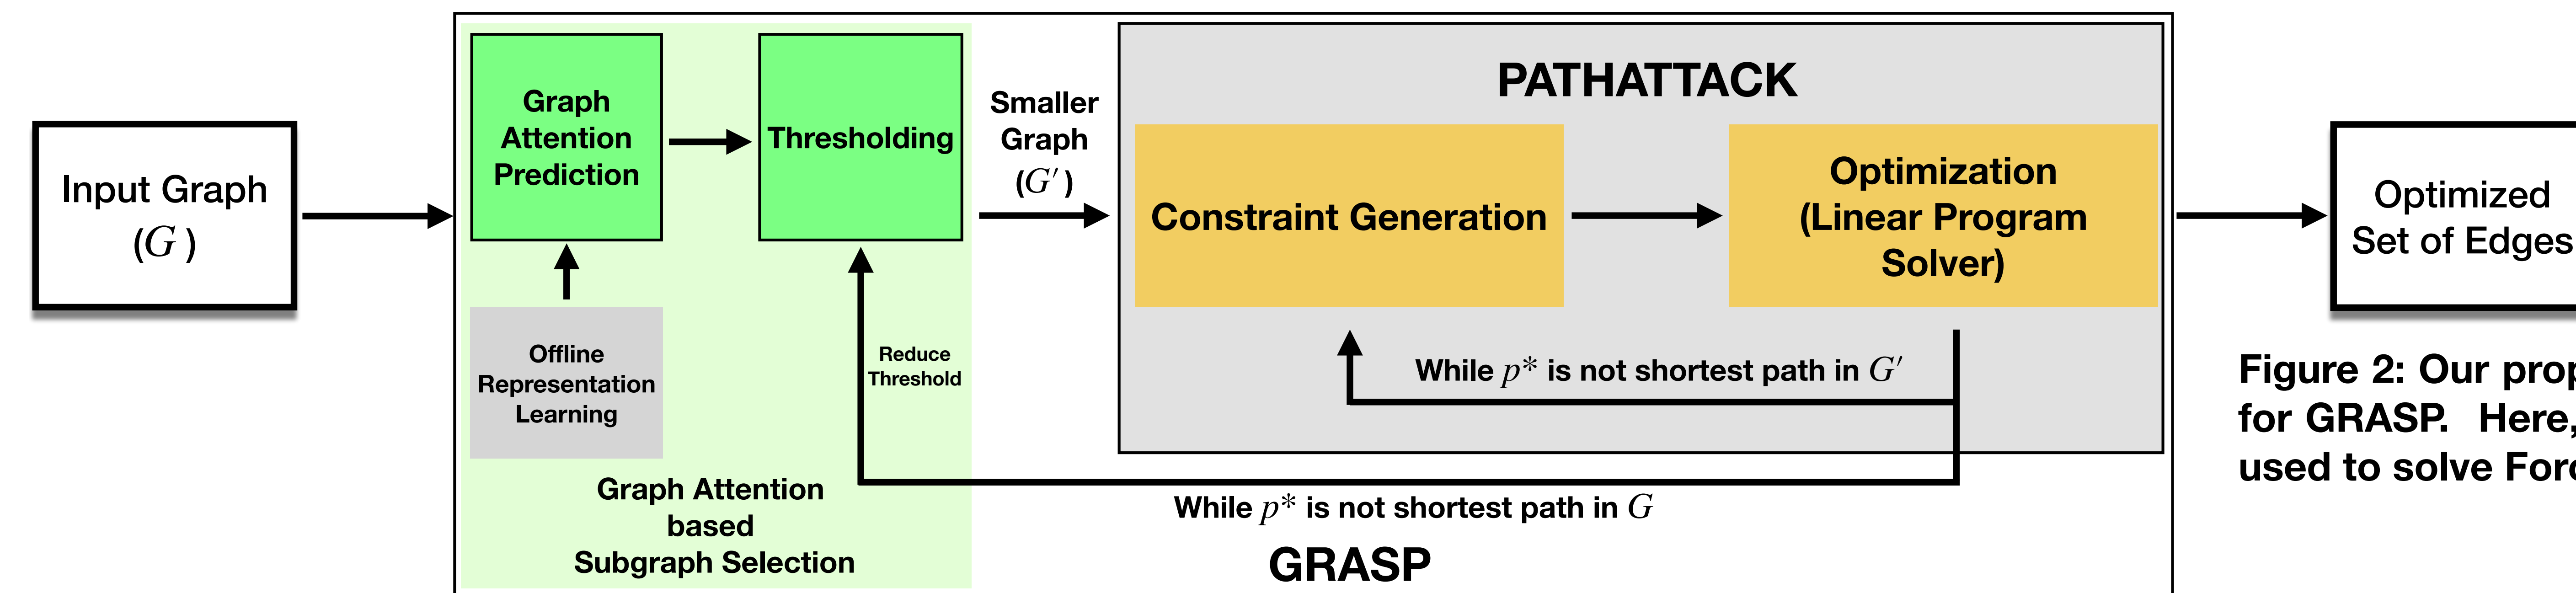 Input Graph
(G )
Graph
Attention
Prediction
Thresholding
Offline
Representation
Learning
Reduce
Threshold
Graph Attention
based
Subgraph Selection
Smaller
Graph
(G′ )
PATHATTACK
Constraint Generation
Optimization
(Linear Program
Solver)
While p* is not shortest path in G′
While p* is not shortest path in G
GRASP
Optimized
Set of Edges
Figure 2: Our
for GRASP. Here,
used to solve